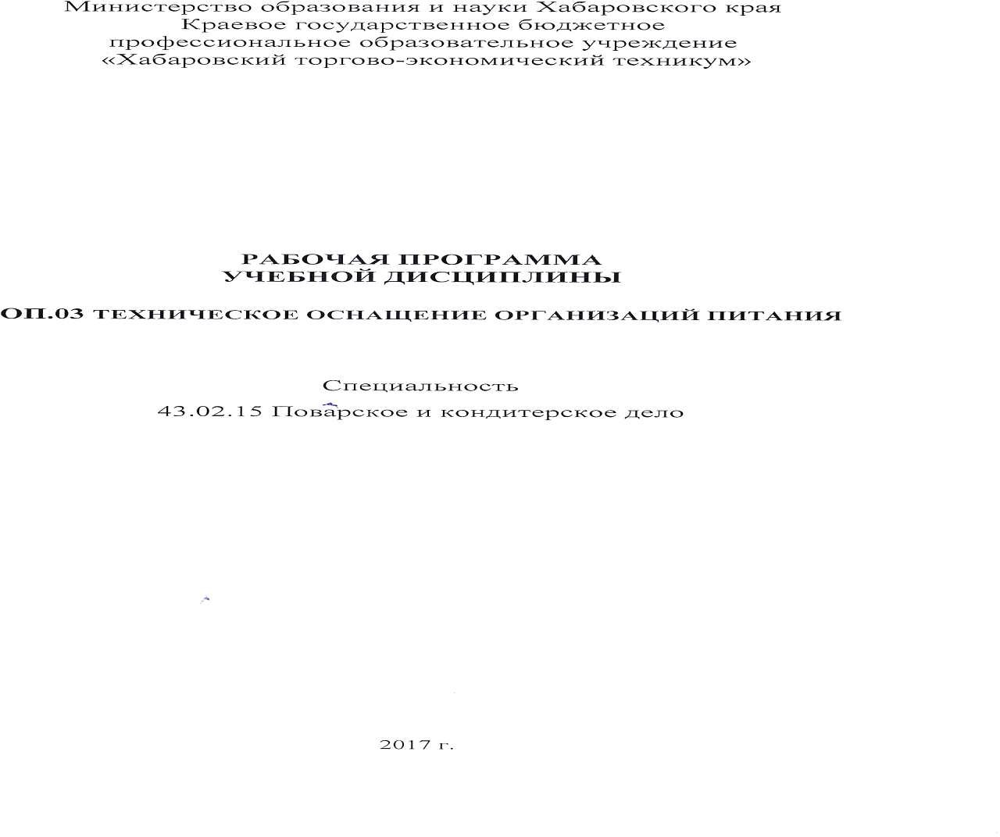 Министерство образования и науки Хабаровского края
Краевое государственное бюджетное
профессиональное образовательное учреждение
«Хабаровский торгово-экономический техникум»
РАБОЧАЯ ПРОГРАММА
УЧЕБНОЙ ДИСЦИПЛИНЫ
ОП.03 ТЕХНИЧЕСКОЕ ОСНАЩЕНИЕ ОРГАНИЗАЦИЙ ПИТАНИЯ
Специальность
43.02.15 Поварское и кондитерское дело
2017 г.